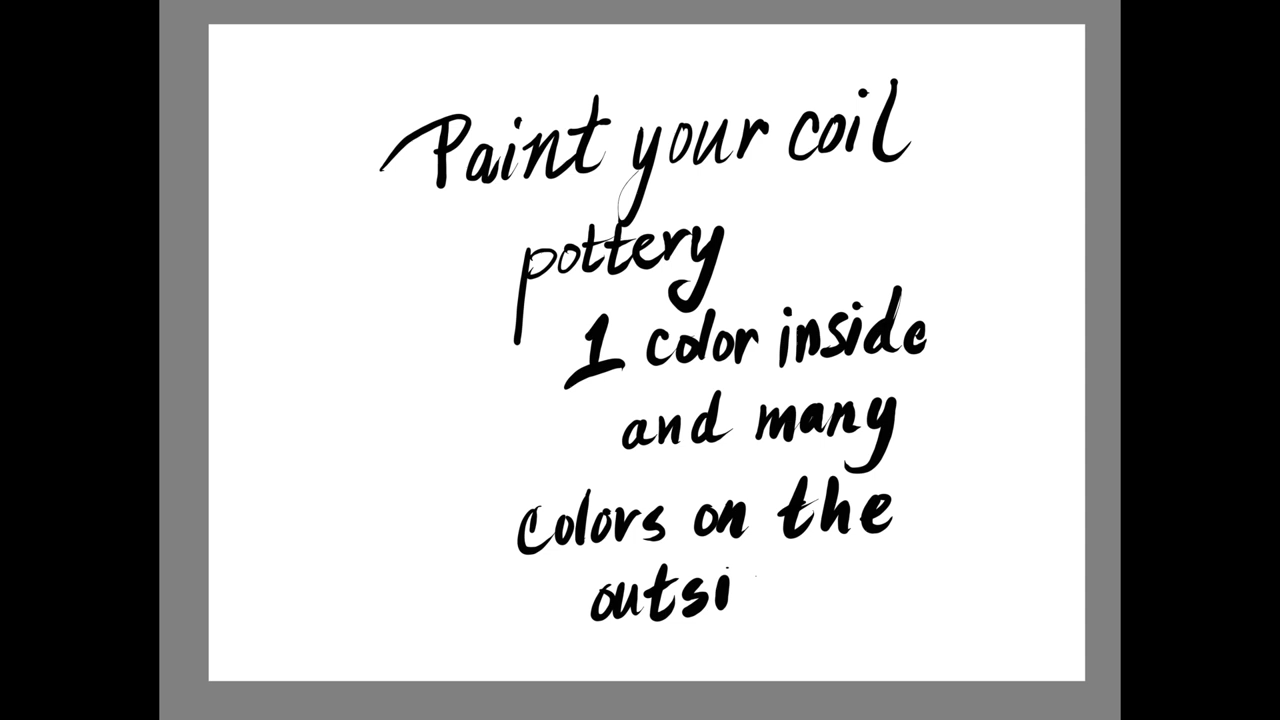 Paint your coil
pottery
1 color inside
and many
colors on the
outsi